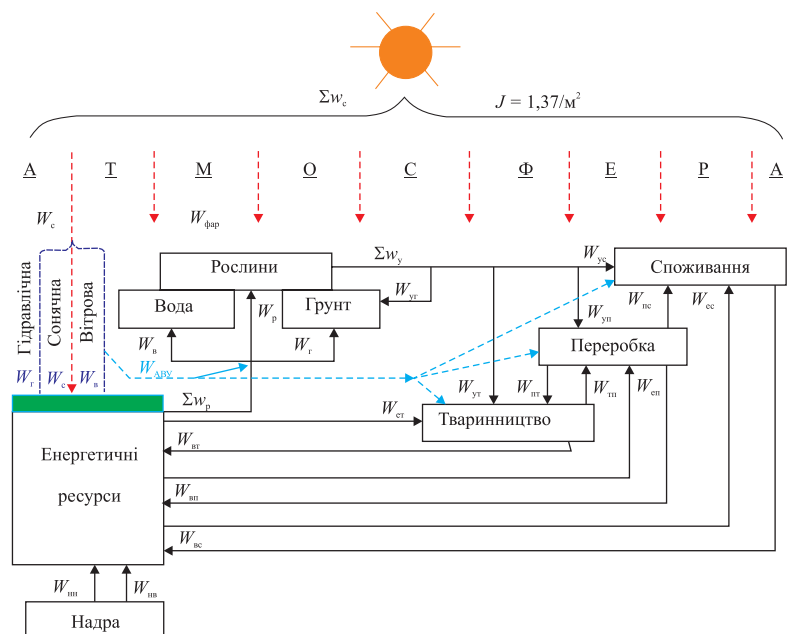 Σwс
J = 1,37/м²
А Т М О С Ф Е Р А
Wс
Wфар
Гідравлічна
Сонячна
Вітрова
Рослини
Σwу
Wус
Споживання
Вода
Wр
Грунт
Wуг
Wпс
Wес
Wуп
Wв
Wг
Переробка
Wг
Wс
Wв
WАВУ
Σwр
Wет
Wут
Wпт
Wтп
Wеп
Тваринництво
Wвт
Енергетичні
ресурси
Wвп
Wвс
Wнн
Wнв
Надра